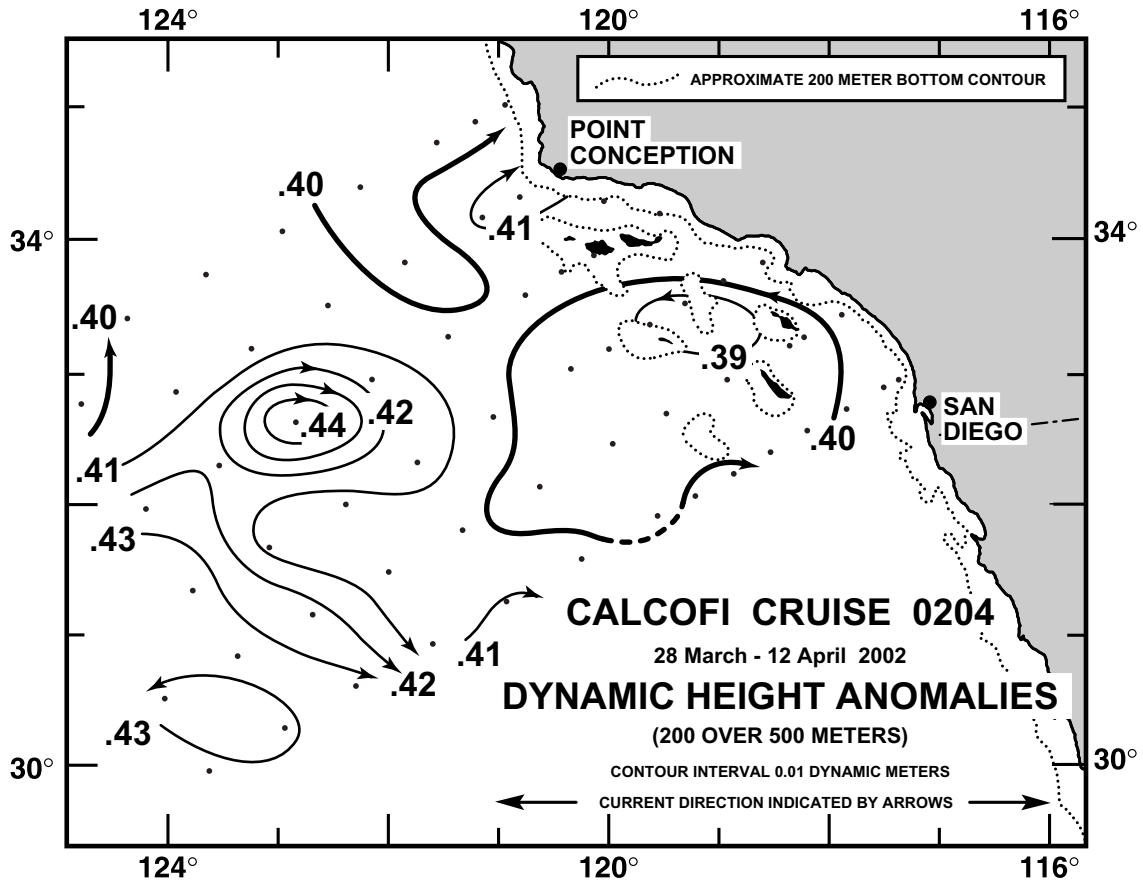 124° 120° 116°
APPROXIMATE 200 METER BOTTOM CONTOUR
POINT
CONCEPTION
.40
.41
34° 34°
.40
.39
.42
.44
SAN
DIEGO
.40
.41
.43
CALCOFI CRUISE 0204
28 March - 12 April 2002
.41
.42
DYNAMIC HEIGHT ANOMALIES
.43
(200 OVER 500 METERS)
30° 30°
CONTOUR INTERVAL 0.01 DYNAMIC METERS
CURRENT DIRECTION INDICATED BY ARROWS
124° 120° 116°